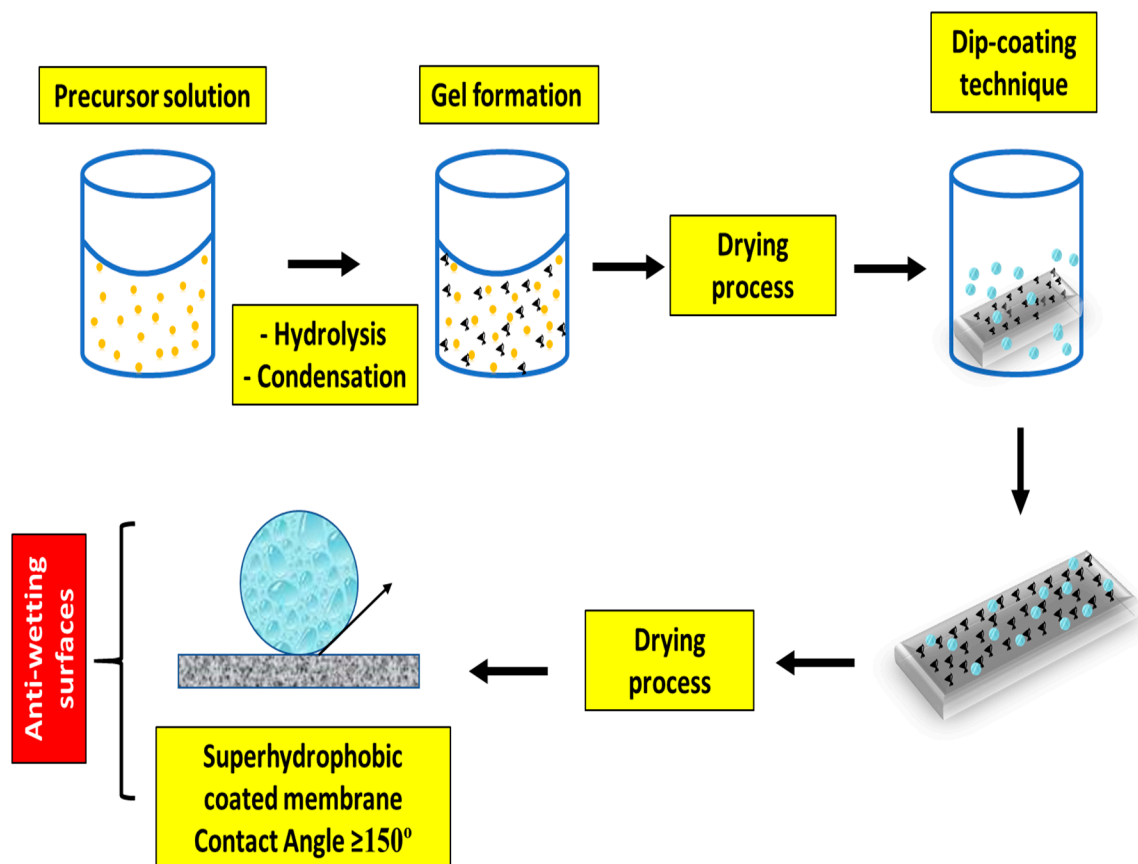 Precursor solution
Gel formation
Dip-coating
technique
- Hydrolysis
- Condensation
Drying
process
Drying
process
Superhydrophobic
coated membrane
Contact Angle ≥150º
Anti-wetting
surfaces